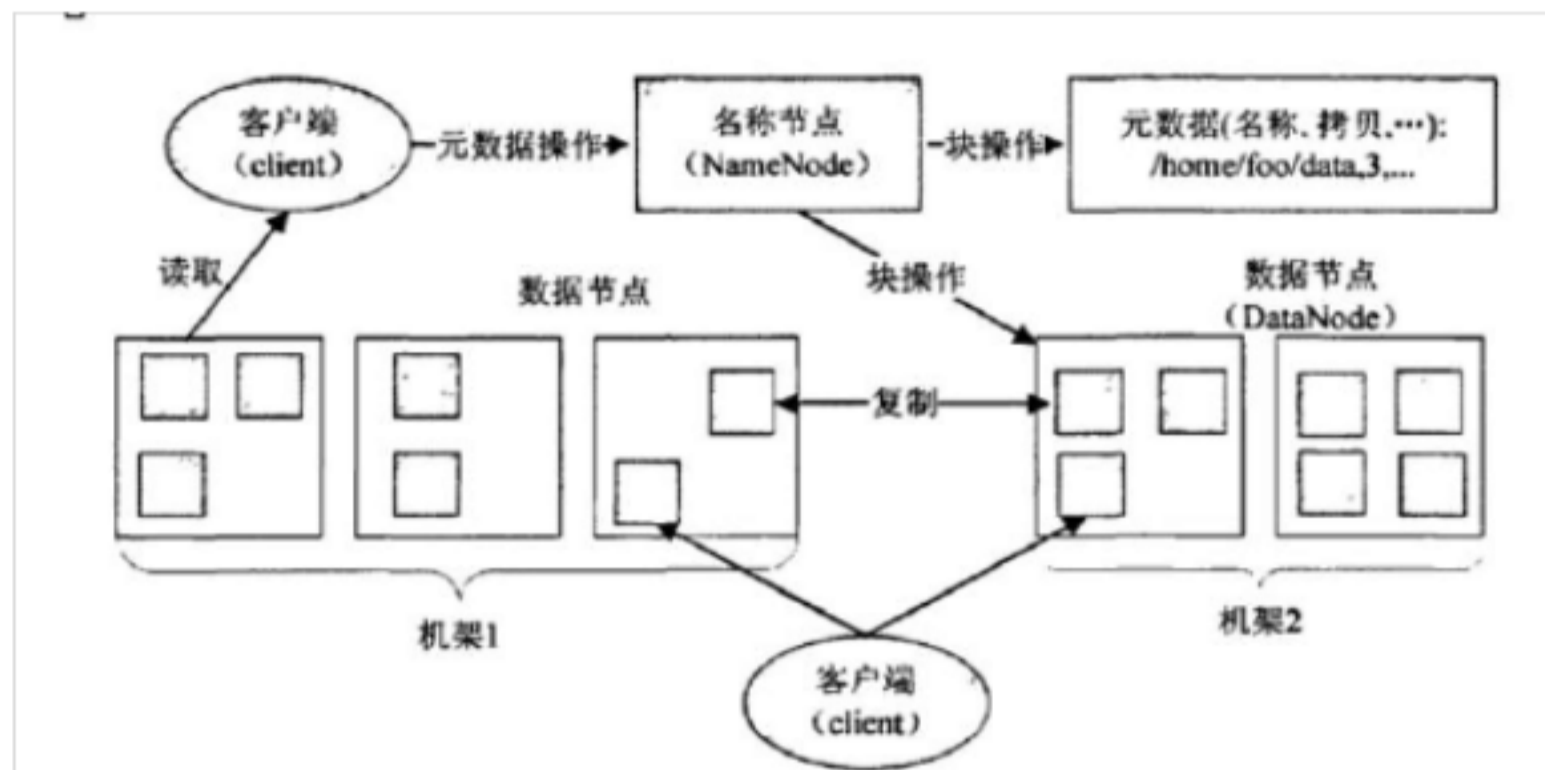 客户端
(client)
元数据操作
名称节点
(NameNode)
块操作
元数据(名称、拷贝,…):
/home/foo/data,3,...
读取
数据节点
块操作
数据节点
(DataNode)
复制
机架1
机架2
客户端
(client)